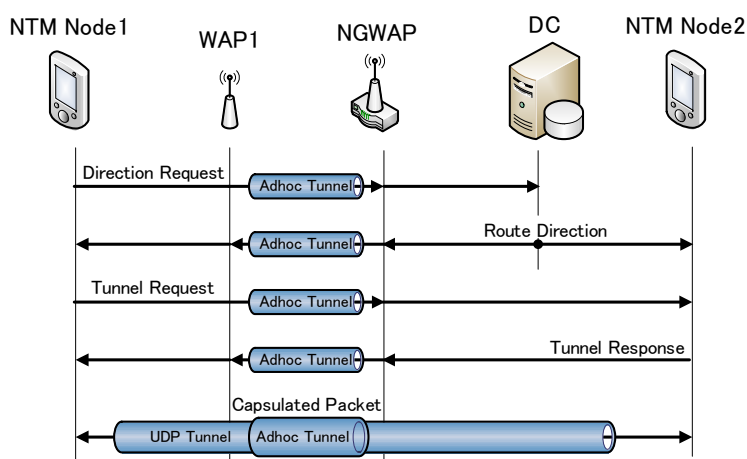 NTM Node1
WAP1
NGWAP
DC
NTM Node2
Direction Request
Adhoc Tunnel
Adhoc Tunnel
Route Direction
Tunnel Request
Adhoc Tunnel
Adhoc Tunnel
Tunnel Response
Capsulated Packet
UDP Tunnel
Adhoc Tunnel